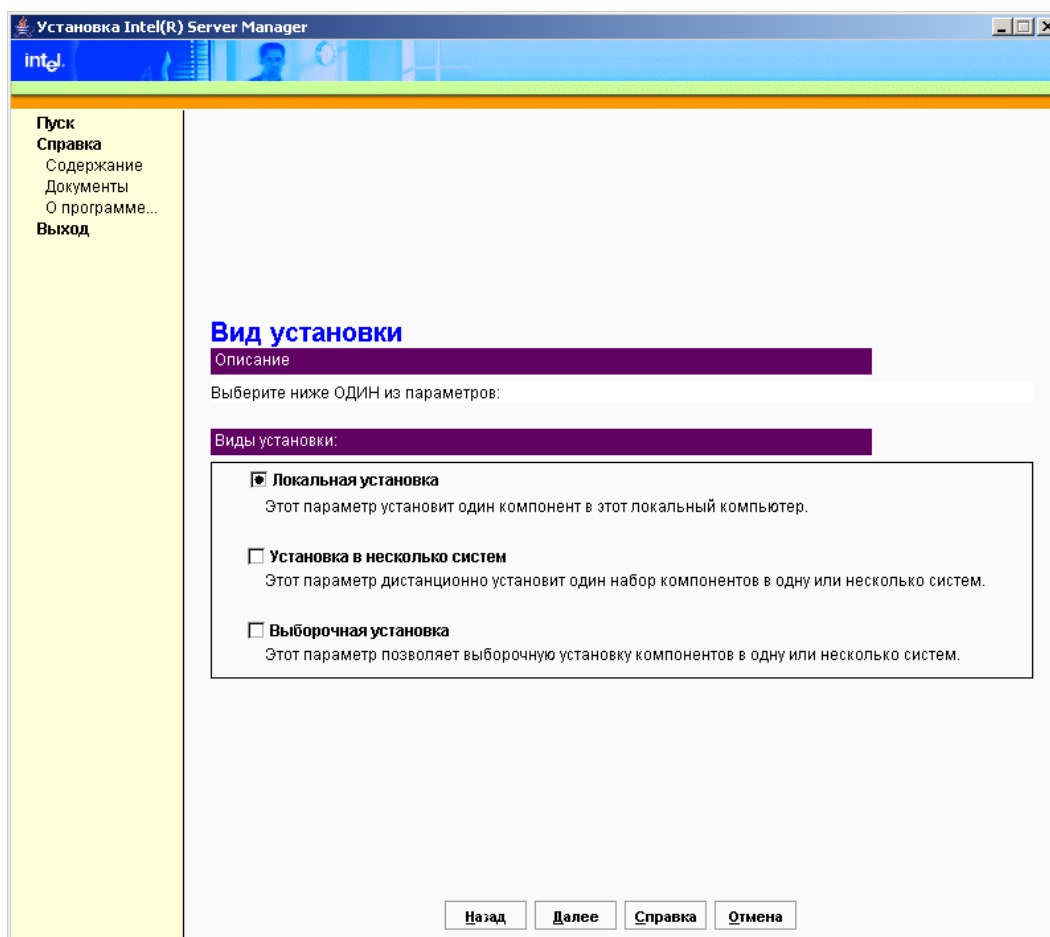 Установка Intel(R) Server Manager
intel.
Пуск
Справка
Содержание
Документы
О программе...
Выход
Вид установки
Описание
Выберите ниже ОДИН из параметров:
Виды установки:
Локальная установка
Этот параметр установит один компонент в этот локальный компьютер.
Установка в несколько систем
Этот параметр дистанционно установит один набор компонентов в одну или несколько систем.
Выборочная установка
Этот параметр позволяет выборочную установку компонентов в одну или несколько систем.
Назад Далее Справка Отмена